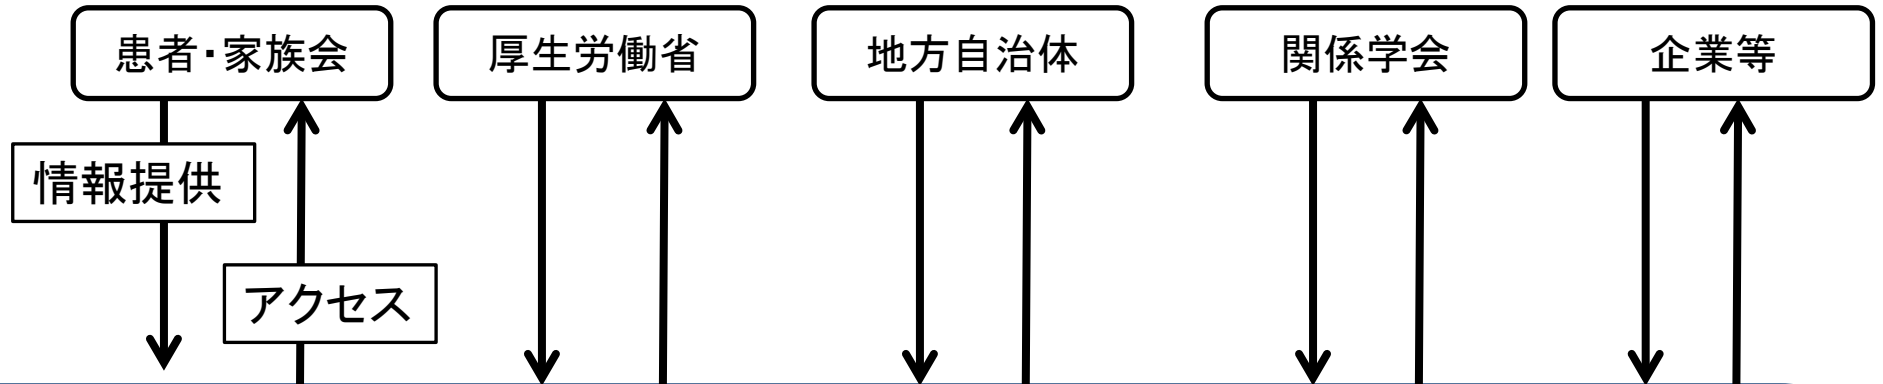 患者・家族会
厚生労働省
地方自治体
関係学会
企業等
情報提供
アクセス